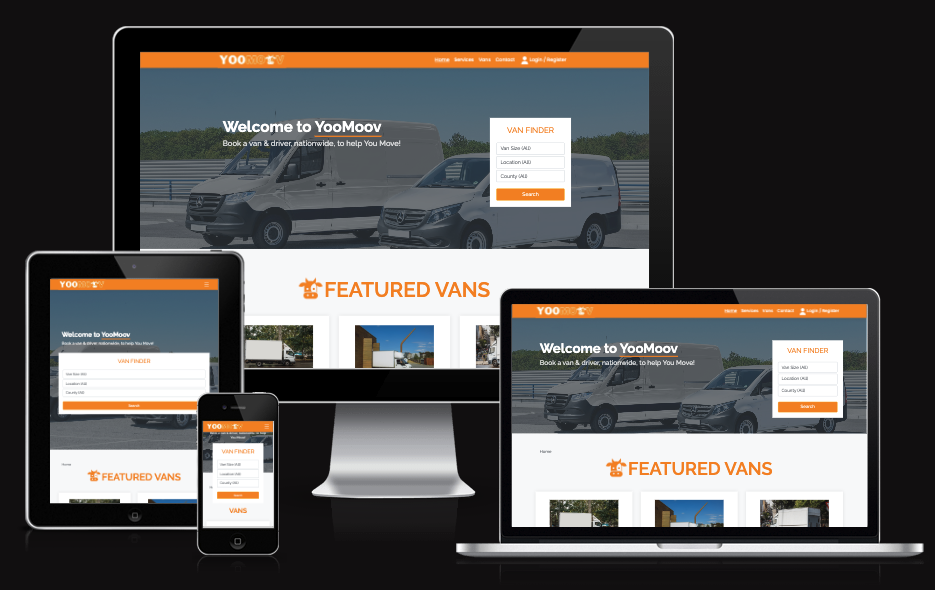 YOOMOOV
Home Services Vans Contact Login / Register
Welcome to YooMoov
Book a van & driver, nationwide, to help You Move!
VAN FINDER
Van Size (All)
Location (All)
County (All)
Search
FEATURED VANS
YOOMOOV
Welcome to YooMoov
Book a van & driver, nationwide, to help You Move!
VAN FINDER
Van Size (All)
Location (All)
County (All)
Search
Home
FEATURED VANS
YOOMOOV
Book a van & driver, nationwide, to help
You Move!
VAN FINDER
Van Size (All)
Location (All)
County (All)
Search
VANS
YOOMOOV
Home Services Vans Contact Login / Register
Welcome to YooMoov
Book a van & driver, nationwide, to help You Move!
VAN FINDER
Van Size (All)
Location (All)
County (All)
Search
Home
FEATURED VANS